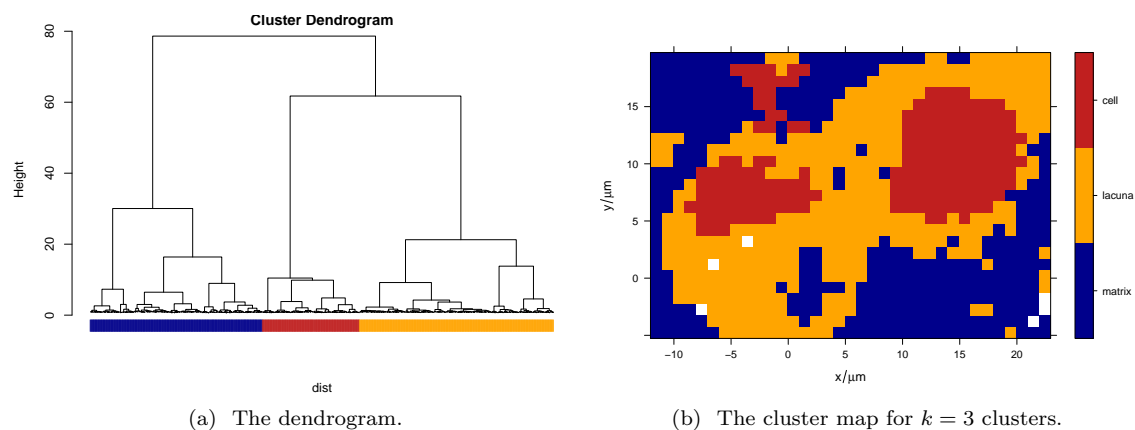 Cluster Dendrogram
Height
80
60
40
20
0
dist
(a) The dendrogram.
y/μm
15
10
5
0
−10
−5
0
5
10
15
20
x/μm
cell
lacuna
matrix
(b) The cluster map for k = 3 clusters.